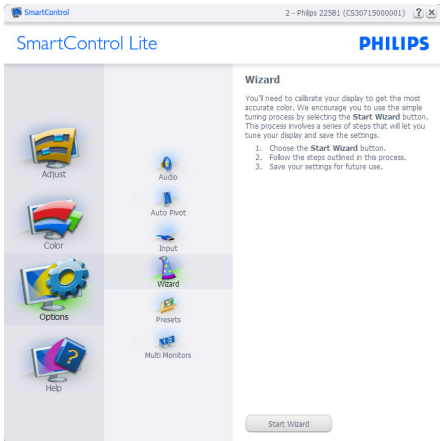 SmartControl
2 - Philips 225B1 (CS30715000001)
SmartControl Lite
PHILIPS
Adjust
Color
Options
Help
Audio
Auto Pivot
Input
Wizard
Presets
Multi Monitors
Wizard
You'll need to calibrate your display to get the most
accurate color. We encourage you to use the simple
tuning process by selecting the Start Wizard button.
This process involves a series of steps that will let you
tune your display and save the settings.
1. Choose the Start Wizard button.
2. Follow the steps outlined in this process.
3. Save your settings for future use.
Start Wizard